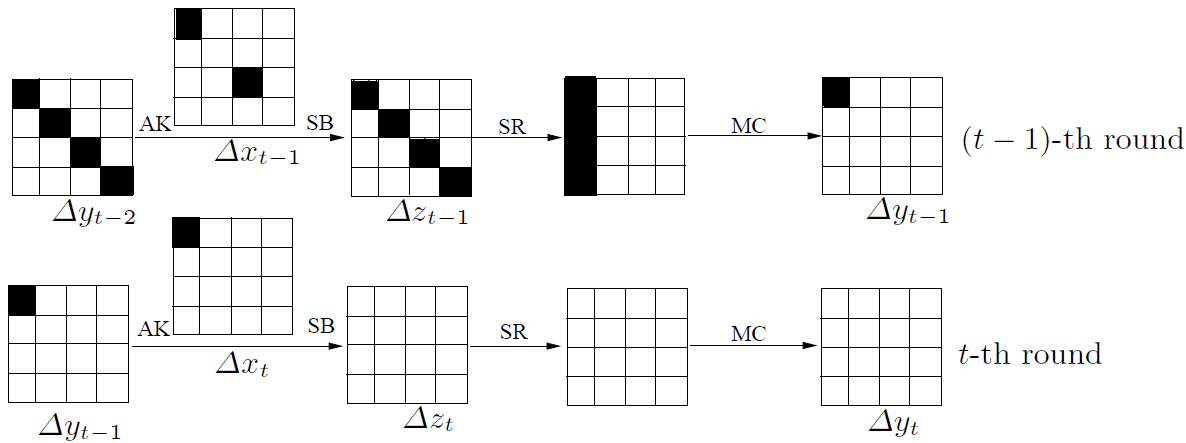 AK
SB
SR
MC
(t − 1)-th round
Δx_{t−1}
Δy_{t−2}
Δz_{t−1}
Δy_{t−1}
AK
SB
SR
MC
t-th round
Δx_t
Δy_{t−1}
Δz_t
Δy_t